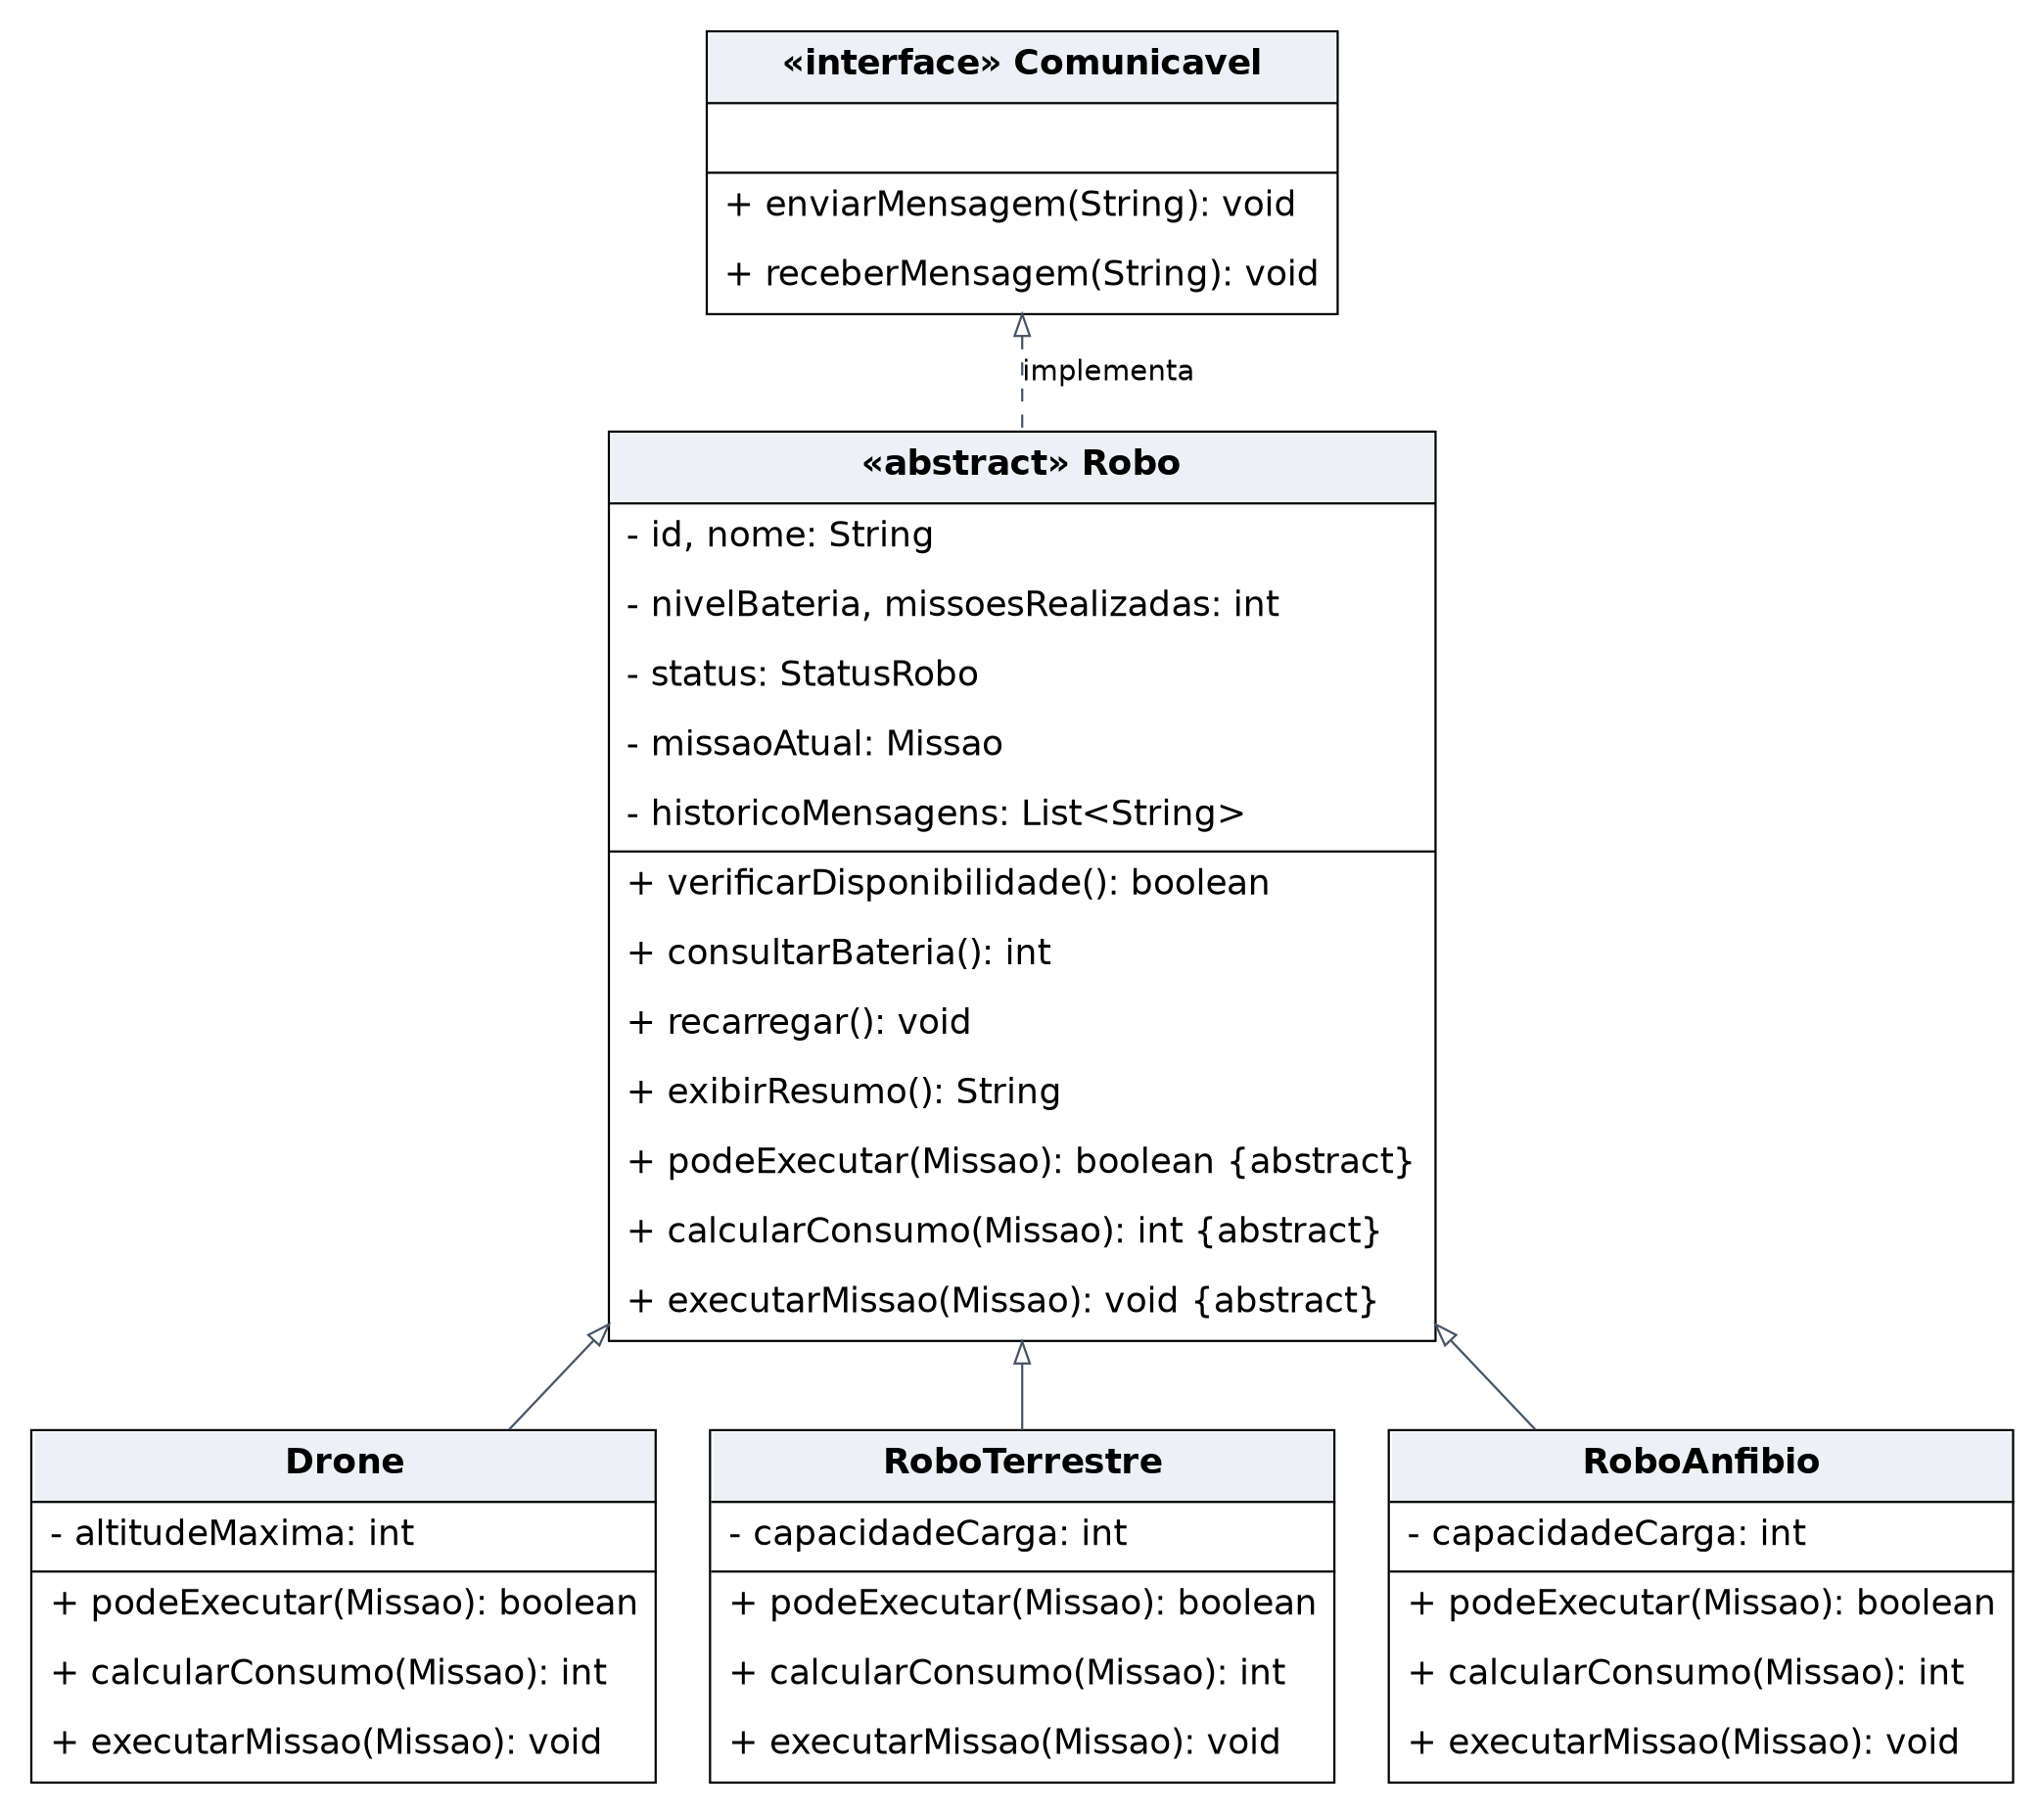 «interface» Comunicavel
+ enviarMensagem(String): void
+ receberMensagem(String): void
implementa
«abstract» Robo
- id, nome: String
- nivelBateria, missoesRealizadas: int
- status: StatusRobo
- missaoAtual: Missao
- historicoMensagens: List<String>
+ verificarDisponibilidade(): boolean
+ consultarBateria(): int
+ recarregar(): void
+ exibirResumo(): String
+ podeExecutar(Missao): boolean {abstract}
+ calcularConsumo(Missao): int {abstract}
+ executarMissao(Missao): void {abstract}
Drone
- altitudeMaxima: int
+ podeExecutar(Missao): boolean
+ calcularConsumo(Missao): int
+ executarMissao(Missao): void
RoboTerrestre
- capacidadeCarga: int
+ podeExecutar(Missao): boolean
+ calcularConsumo(Missao): int
+ executarMissao(Missao): void
RoboAnfibio
- capacidadeCarga: int
+ podeExecutar(Missao): boolean
+ calcularConsumo(Missao): int
+ executarMissao(Missao): void